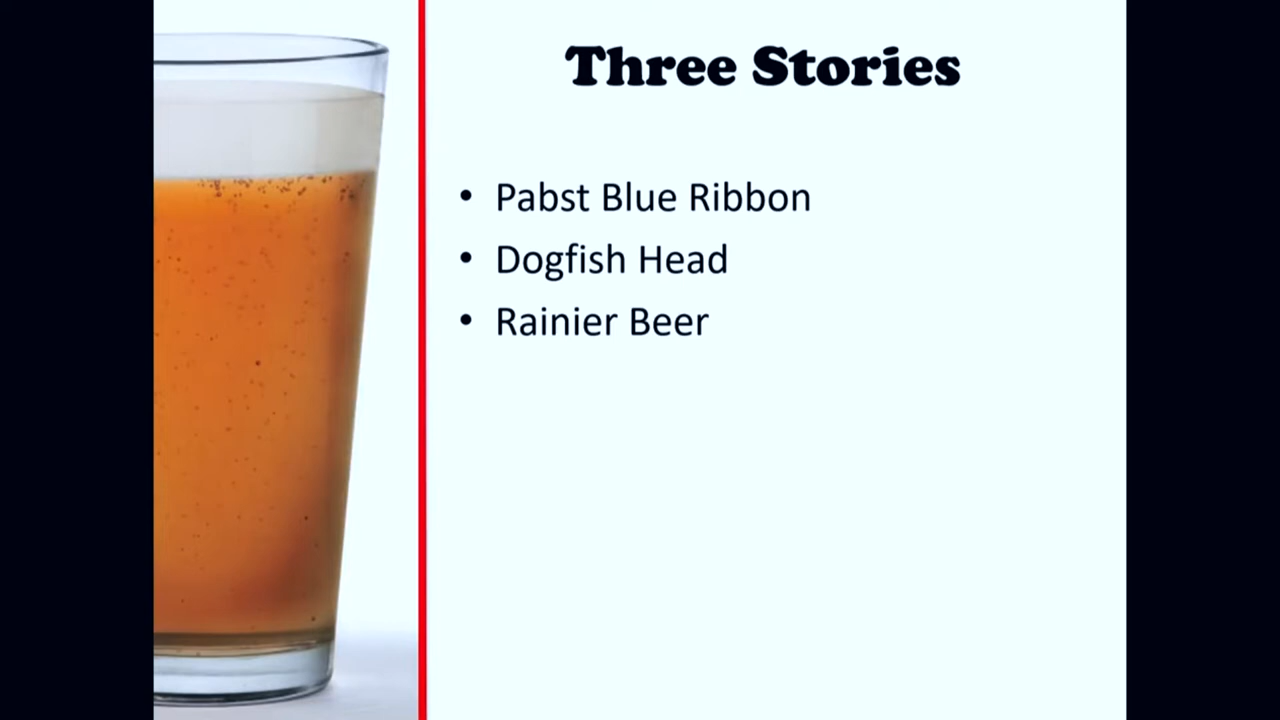 Three Stories
• Pabst Blue Ribbon
• Dogfish Head
• Rainier Beer